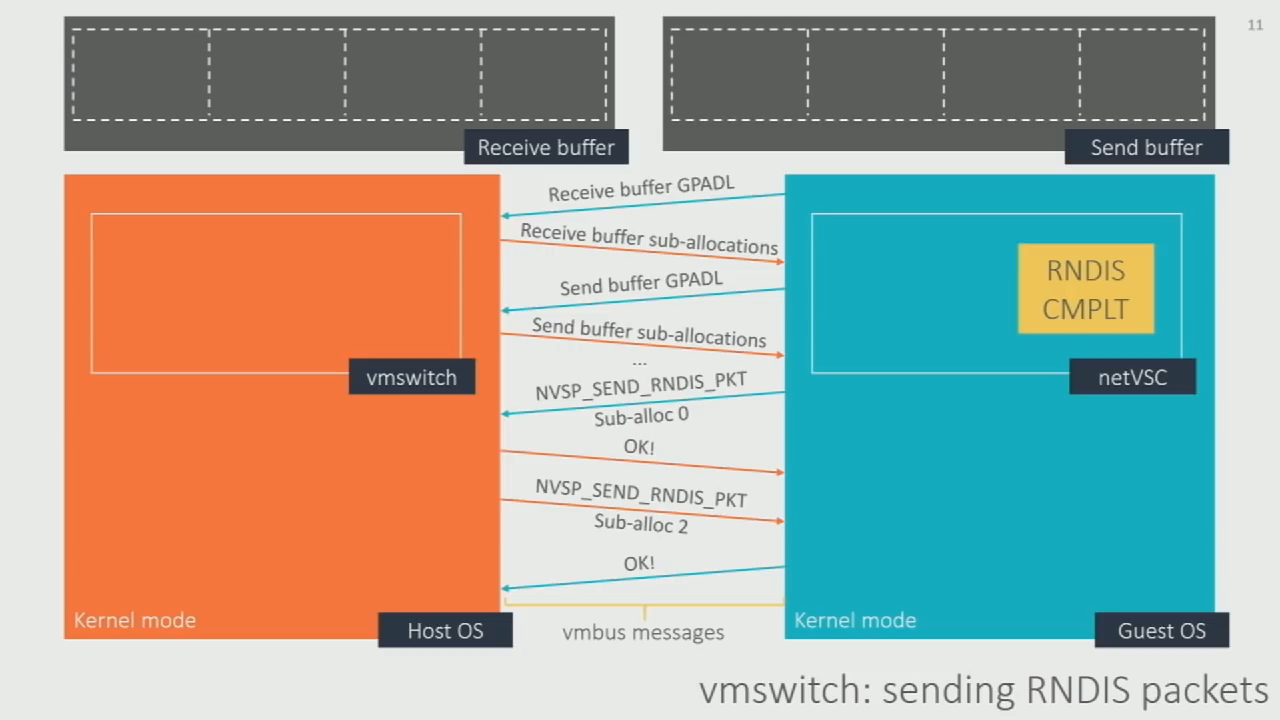 11
Receive buffer
Send buffer
Receive buffer GPADL
Receive buffer sub-allocations
Send buffer GPADL
Send buffer sub-allocations
...
NVSP_SEND_RNDIS_PKT
Sub-alloc 0
OK!
NVSP_SEND_RNDIS_PKT
Sub-alloc 2
OK!
vmbus messages
vmswitch
Kernel mode
Host OS
RNDIS
CMPLT
netVSC
Kernel mode
Guest OS
vmswitch: sending RNDIS packets